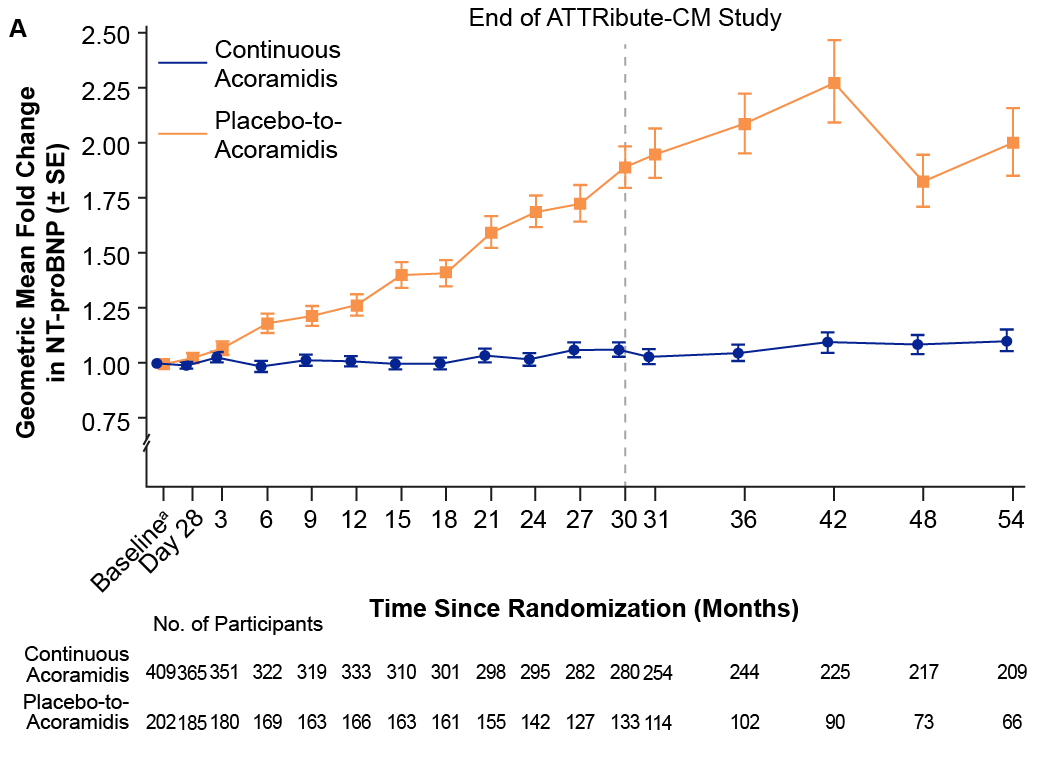 A
End of ATTRibute-CM Study
Continuous
Acoramidis
Placebo-to-
Acoramidis
Geometric Mean Fold Change
in NT-proBNP (± SE)
2.50
2.25
2.00
1.75
1.50
1.25
1.00
0.75
Baselineª Day 28 3 6 9 12 15 18 21 24 27 30 31 36 42 48 54
Time Since Randomization (Months)
No. of Participants
Continuous
Acoramidis 409 365 351 322 319 333 310 301 298 295 282 280 254 244 225 217 209
Placebo-to-
Acoramidis 202 185 180 169 163 166 163 161 155 142 127 133 114 102 90 73 66